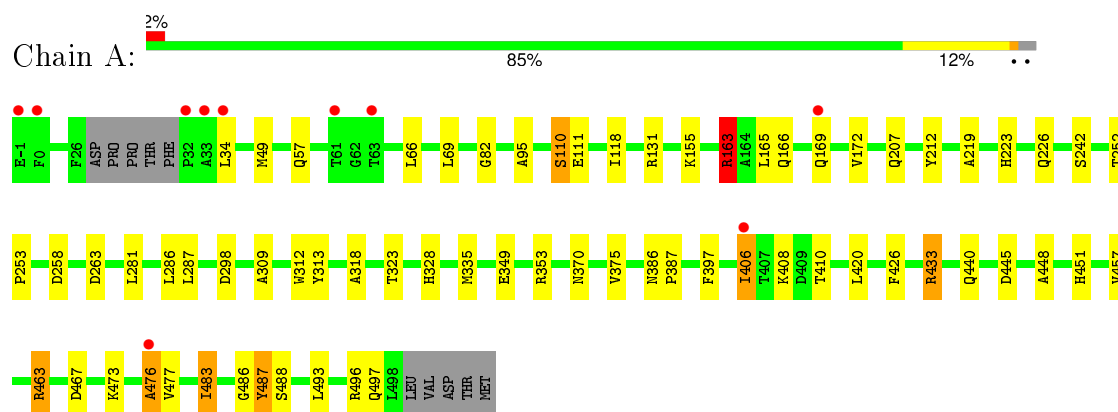 2%
Chain A:
85% 12% • •
E-1 F0 F26 ASP PRO PRO THR PHE P32 A33 L34 M49 Q57 T61 G62 T63 L66 L69 G82 A95 S110 E111 I118 R131 K155 R163 A164 L165 Q166 Q169 V172 Q207 Y212 A219 H223 Q226 S242 T252
P253 D258 D263 L281 L286 L287 D298 A309 W312 Y313 A318 T323 H328 M335 E349 R353 N370 V375 N386 P387 F397 I406 T407 K408 D409 T410 L420 F426 R433 Q440 D445 A448 H451 V457
R463 D467 K473 A476 V477 I483 G486 Y487 S488 L493 R496 Q497 L498 LEU VAL ASP THR MET